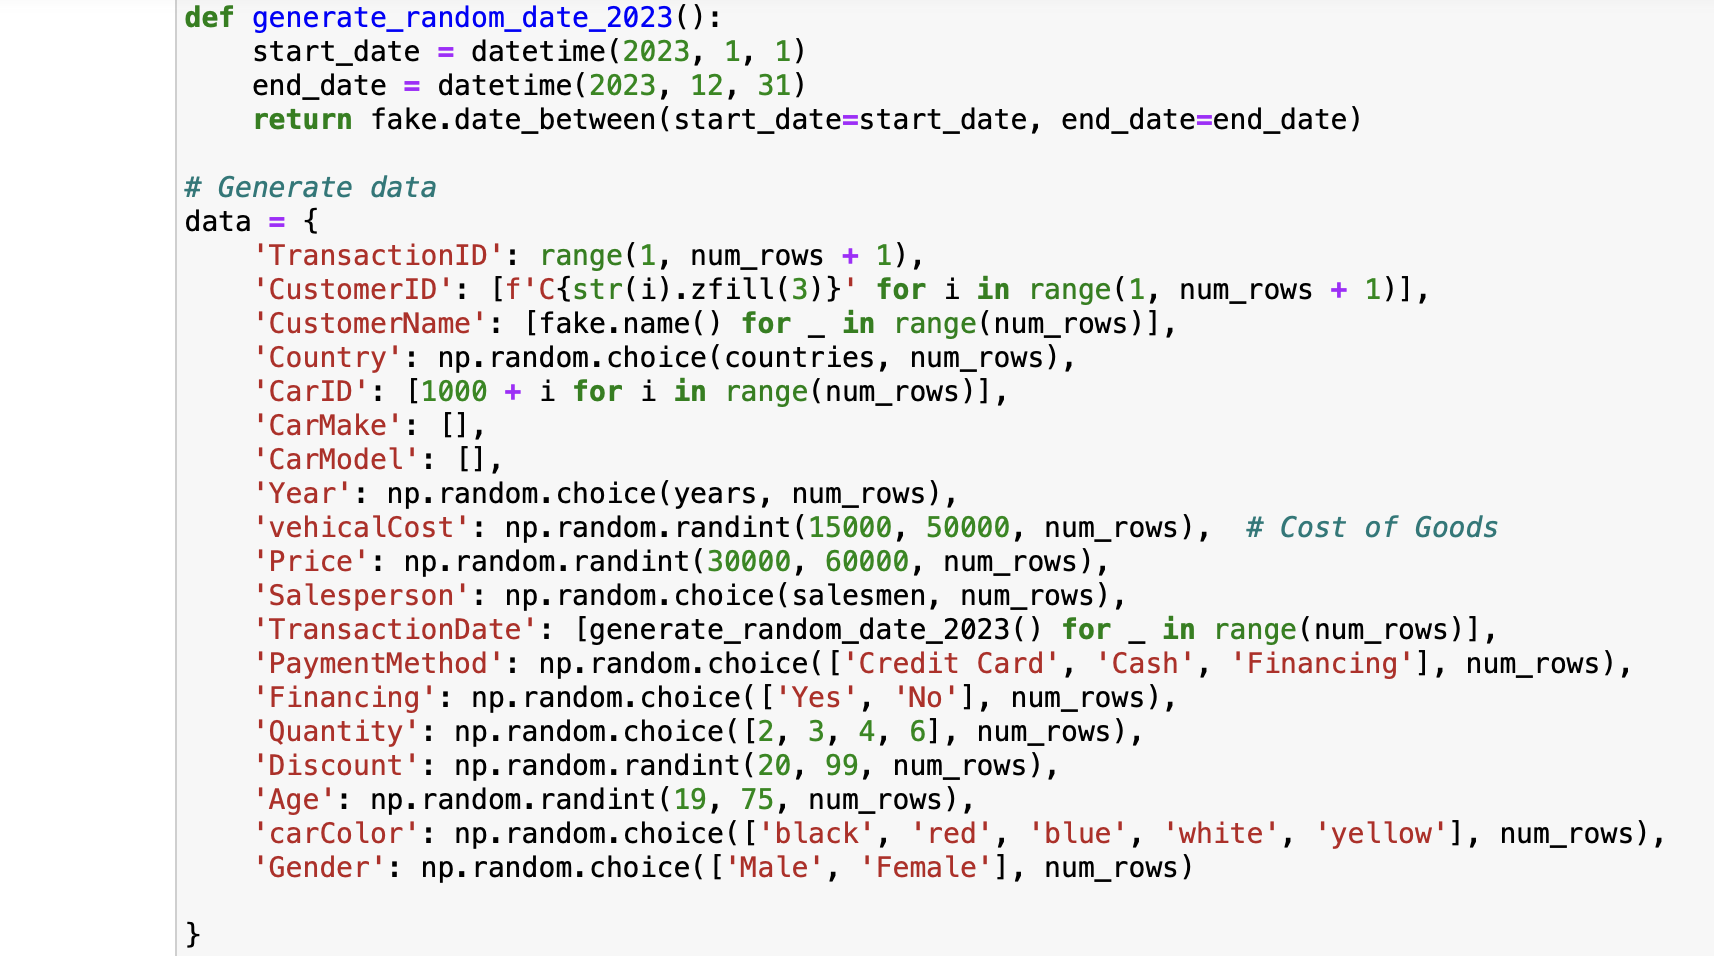 def generate_random_date_2023():
    start_date = datetime(2023, 1, 1)
    end_date = datetime(2023, 12, 31)
    return fake.date_between(start_date=start_date, end_date=end_date)
# Generate data
data = {
    'TransactionID': range(1, num_rows + 1),
    'CustomerID': [f'C{str(i).zfill(3)}' for i in range(1, num_rows + 1)],
    'CustomerName': [fake.name() for _ in range(num_rows)],
    'Country': np.random.choice(countries, num_rows),
    'CarID': [1000 + i for i in range(num_rows)],
    'CarMake': [],
    'CarModel': [],
    'Year': np.random.choice(years, num_rows),
    'vehicalCost': np.random.randint(15000, 50000, num_rows),  # Cost of Goods
    'Price': np.random.randint(30000, 60000, num_rows),
    'Salesperson': np.random.choice(salesmen, num_rows),
    'TransactionDate': [generate_random_date_2023() for _ in range(num_rows)],
    'PaymentMethod': np.random.choice(['Credit Card', 'Cash', 'Financing'], num_rows),
    'Financing': np.random.choice(['Yes', 'No'], num_rows),
    'Quantity': np.random.choice([2, 3, 4, 6], num_rows),
    'Discount': np.random.randint(20, 99, num_rows),
    'Age': np.random.randint(19, 75, num_rows),
    'carColor': np.random.choice(['black', 'red', 'blue', 'white', 'yellow'], num_rows),
    'Gender': np.random.choice(['Male', 'Female'], num_rows)
}